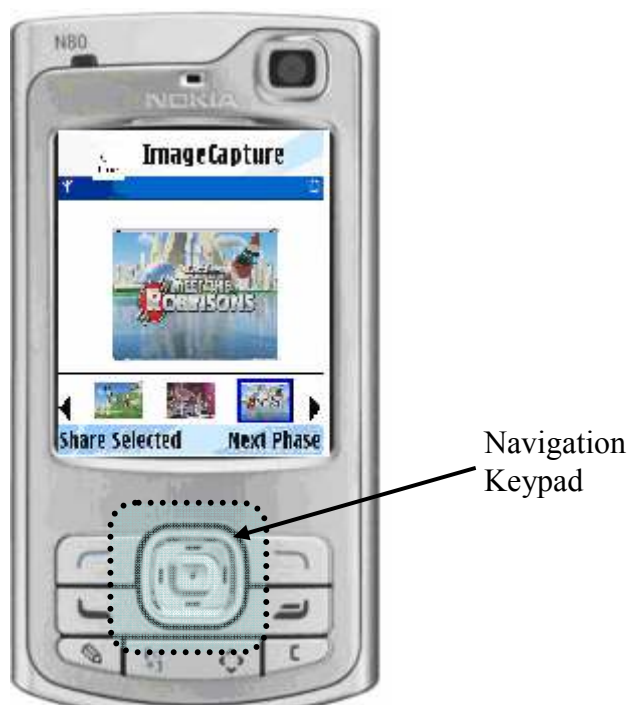 N80
NOKIA
ImageCapture
MEET THE
ROBINSONS
Share Selected
Next Phase
Navigation
Keypad
C